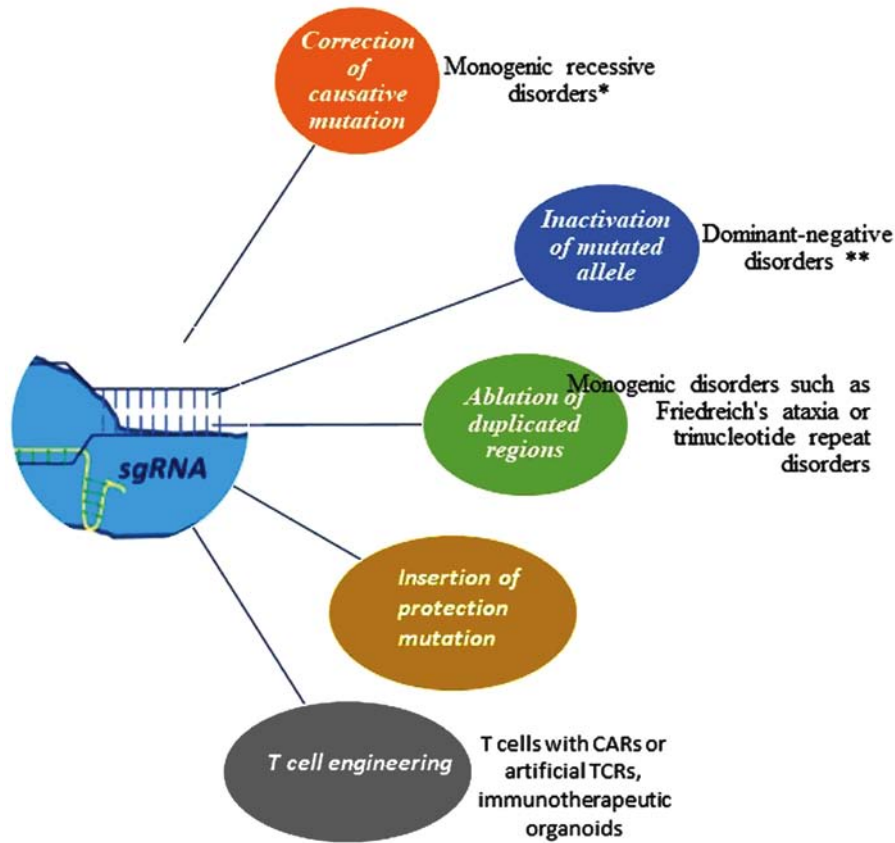 Correction
of
causative
mutation
Monogenic recessive
disorders*
Inactivation
of mutated
allele
Dominant-negative
disorders **
Ablation of
duplicated
regions
Monogenic disorders such as
Friedreich's ataxia or
trinucleotide repeat
disorders
sgRNA
Insertion of
protection
mutation
T cell engineering
T cells with CARs or
artificial TCRs,
immunotherapeutic
organoids